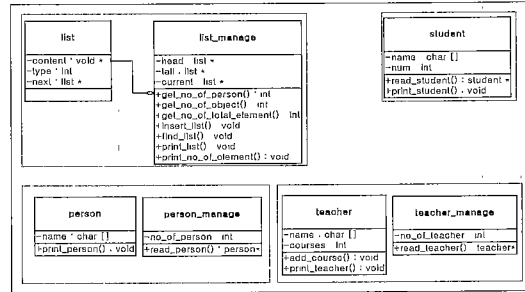 list
-content : void *
-type : int
-next : list *
list_manage
-head : list *
-tail : list *
-current : list *
+get_no_of_person() : int
+get_no_of_object() : int
+get_no_of_total_element() : int
+insert_list() : void
+find_list() : void
+print_list() : void
+print_no_of_element() : void
student
-name : char []
-num : int
+read_student() : student *
+print_student() : void
person
-name : char []
+print_person() : void
person_manage
-no_of_person : int
+read_person() : person*
teacher
-name : char []
-courses : int
+add_course() : void
+print_teacher() : void
teacher_manage
-no_of_teacher : int
+read_teacher() : teacher*